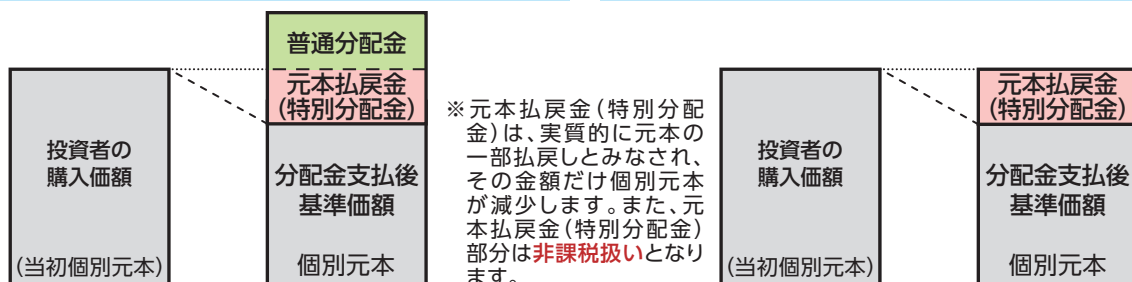 普通分配金
元本払戻金
(特別分配金)
投資者の
購入価額
(当初個別元本)
分配金支払後
基準価額
個別元本
※元本払戻金(特別分配
金)は、実質的に元本の
一部払戻しとみなされ、
その金額だけ個別元本
が減少します。また、元
本払戻金(特別分配金)
部分は非課税扱いとなり
ます。
投資者の
購入価額
(当初個別元本)
元本払戻金
(特別分配金)
分配金支払後
基準価額
個別元本